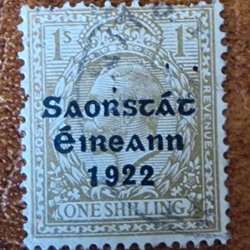 1S 1S
POSTAGE
REVENUE
Saorstát
Éireann
1922
ONE SHILLING